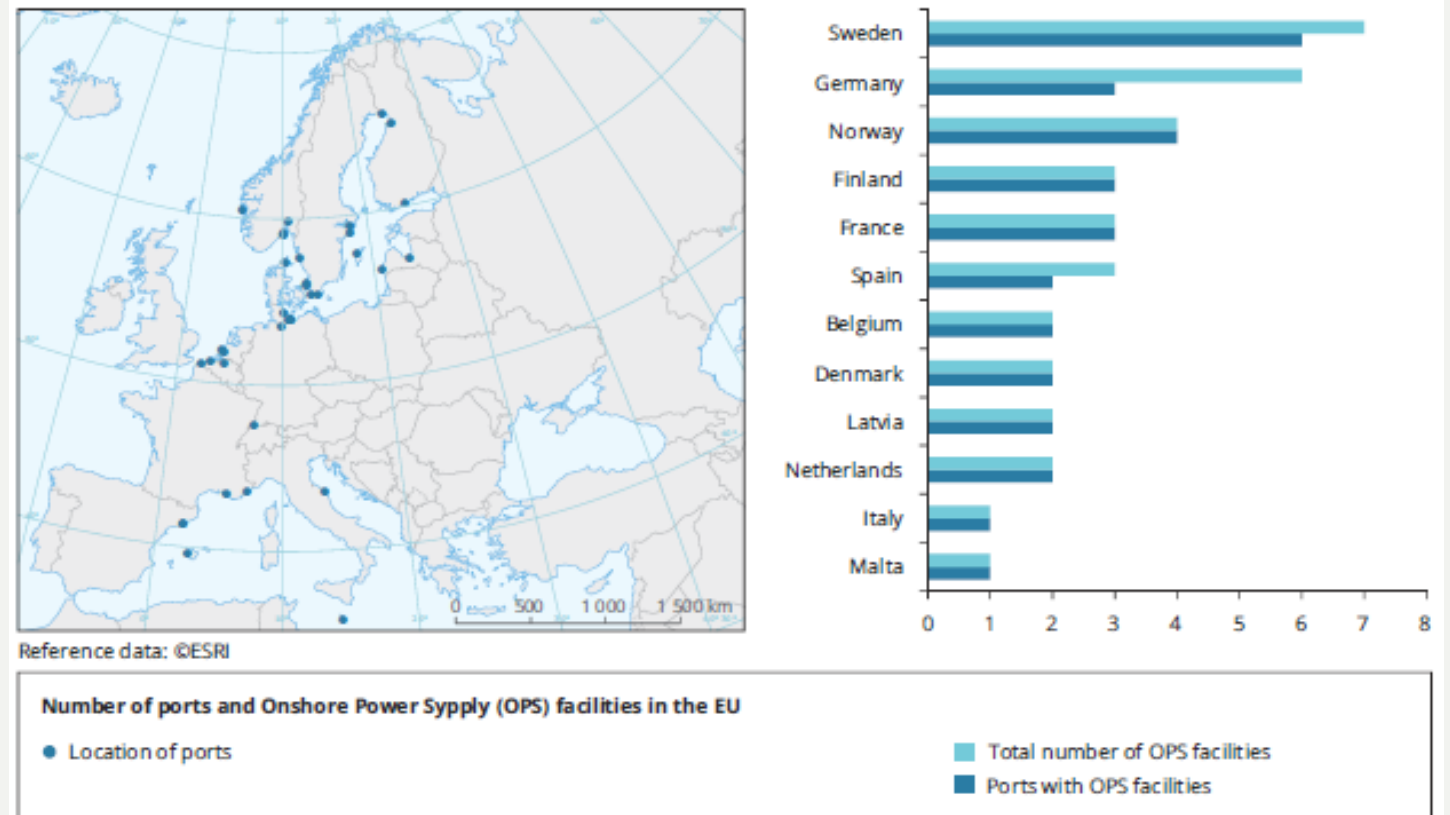 Sweden
Germany
Norway
Finland
France
Spain
Belgium
Denmark
Latvia
Netherlands
Italy
Malta
0 1 2 3 4 5 6 7 8
0 500 1 000 1 500 km
Reference data: ©ESRI
Number of ports and Onshore Power Sypply (OPS) facilities in the EU
Location of ports
Total number of OPS facilities
Ports with OPS facilities